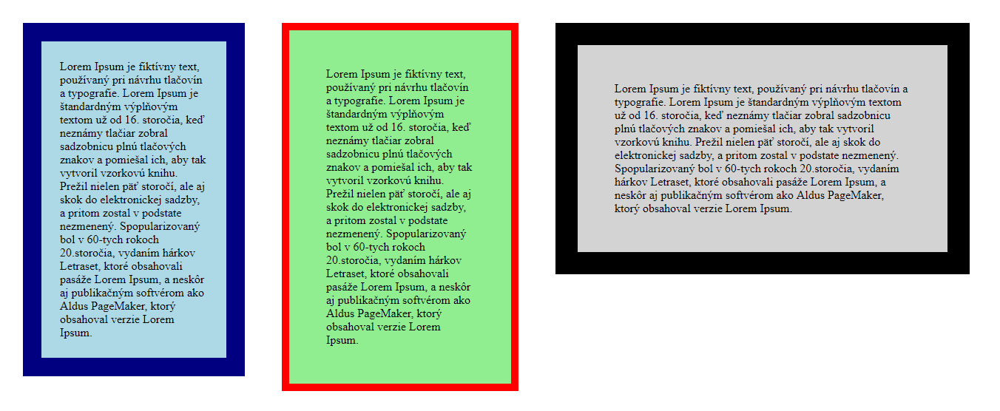 Lorem Ipsum je fiktívny text,
používaný pri návrhu tlačovín
a typografie. Lorem Ipsum je
štandardným výplňovým
textom už od 16. storočia, keď
neznámy tlačiar zobral
sadzobnicu plnú tlačových
znakov a pomiešal ich, aby tak
vytvoril vzorkovú knihu.
Prežil nielen päť storočí, ale aj
skok do elektronickej sadzby,
a pritom zostal v podstate
nezmenený. Spopularizovaný
bol v 60-tych rokoch
20.storočia, vydaním hárkov
Letraset, ktoré obsahovali
pasáže Lorem Ipsum, a neskôr
aj publikačným softvérom ako
Aldus PageMaker, ktorý
obsahoval verzie Lorem
Ipsum.
Lorem Ipsum je fiktívny text,
používaný pri návrhu tlačovín
a typografie. Lorem Ipsum je
štandardným výplňovým
textom už od 16. storočia, keď
neznámy tlačiar zobral
sadzobnicu plnú tlačových
znakov a pomiešal ich, aby tak
vytvoril vzorkovú knihu.
Prežil nielen päť storočí, ale aj
skok do elektronickej sadzby,
a pritom zostal v podstate
nezmenený. Spopularizovaný
bol v 60-tych rokoch
20.storočia, vydaním hárkov
Letraset, ktoré obsahovali
pasáže Lorem Ipsum, a neskôr
aj publikačným softvérom ako
Aldus PageMaker, ktorý
obsahoval verzie Lorem
Ipsum.
Lorem Ipsum je fiktívny text, používaný pri návrhu tlačovín a
typografie. Lorem Ipsum je štandardným výplňovým textom
už od 16. storočia, keď neznámy tlačiar zobral sadzobnicu
plnú tlačových znakov a pomiešal ich, aby tak vytvoril
vzorkovú knihu. Prežil nielen päť storočí, ale aj skok do
elektronickej sadzby, a pritom zostal v podstate nezmenený.
Spopularizovaný bol v 60-tych rokoch 20.storočia, vydaním
hárkov Letraset, ktoré obsahovali pasáže Lorem Ipsum, a
neskôr aj publikačným softvérom ako Aldus PageMaker,
ktorý obsahoval verzie Lorem Ipsum.